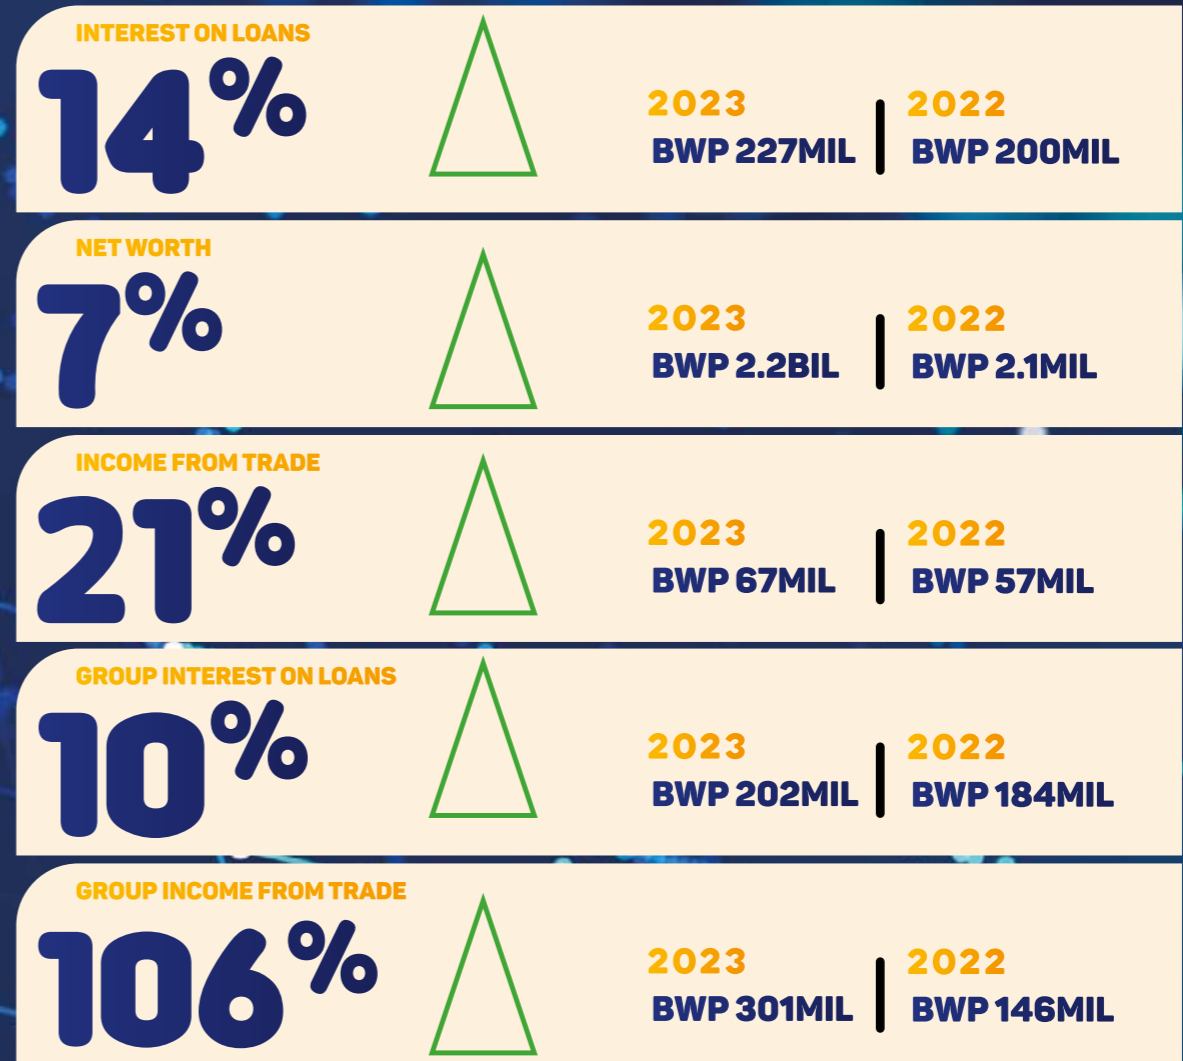 INTEREST ON LOANS
14%
2023
2022
BWP 227MIL
BWP 200MIL
NET WORTH
7%
2023
2022
BWP 2.2BIL
BWP 2.1MIL
INCOME FROM TRADE
21%
2023
2022
BWP 67MIL
BWP 57MIL
GROUP INTEREST ON LOANS
10%
2023
2022
BWP 202MIL
BWP 184MIL
GROUP INCOME FROM TRADE
106%
2023
2022
BWP 301MIL
BWP 146MIL